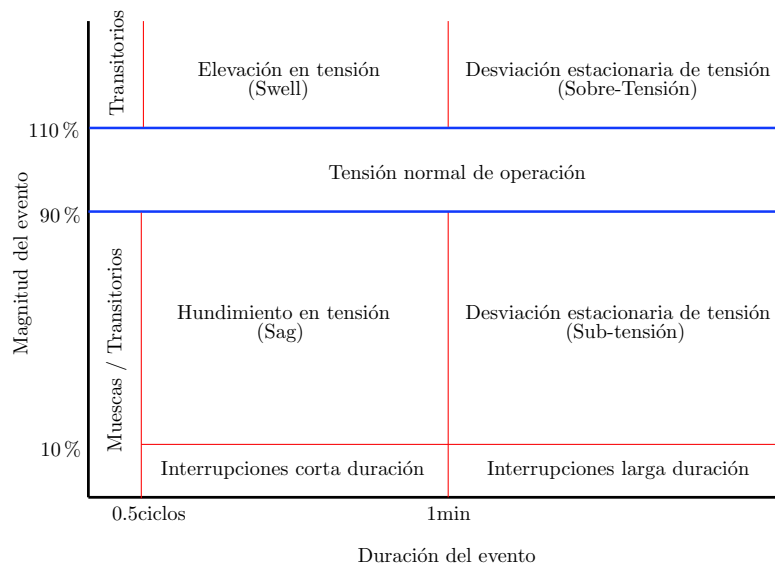 Transitorios
Elevación en tensión
(Swell)
Desviación estacionaria de tensión
(Sobre-Tensión)
110 %
Tensión normal de operación
90 %
Magnitud del evento
Muescas / Transitorios
Hundimiento en tensión
(Sag)
Desviación estacionaria de tensión
(Sub-tensión)
10 %
Interrupciones corta duración
Interrupciones larga duración
0.5ciclos
1min
Duración del evento